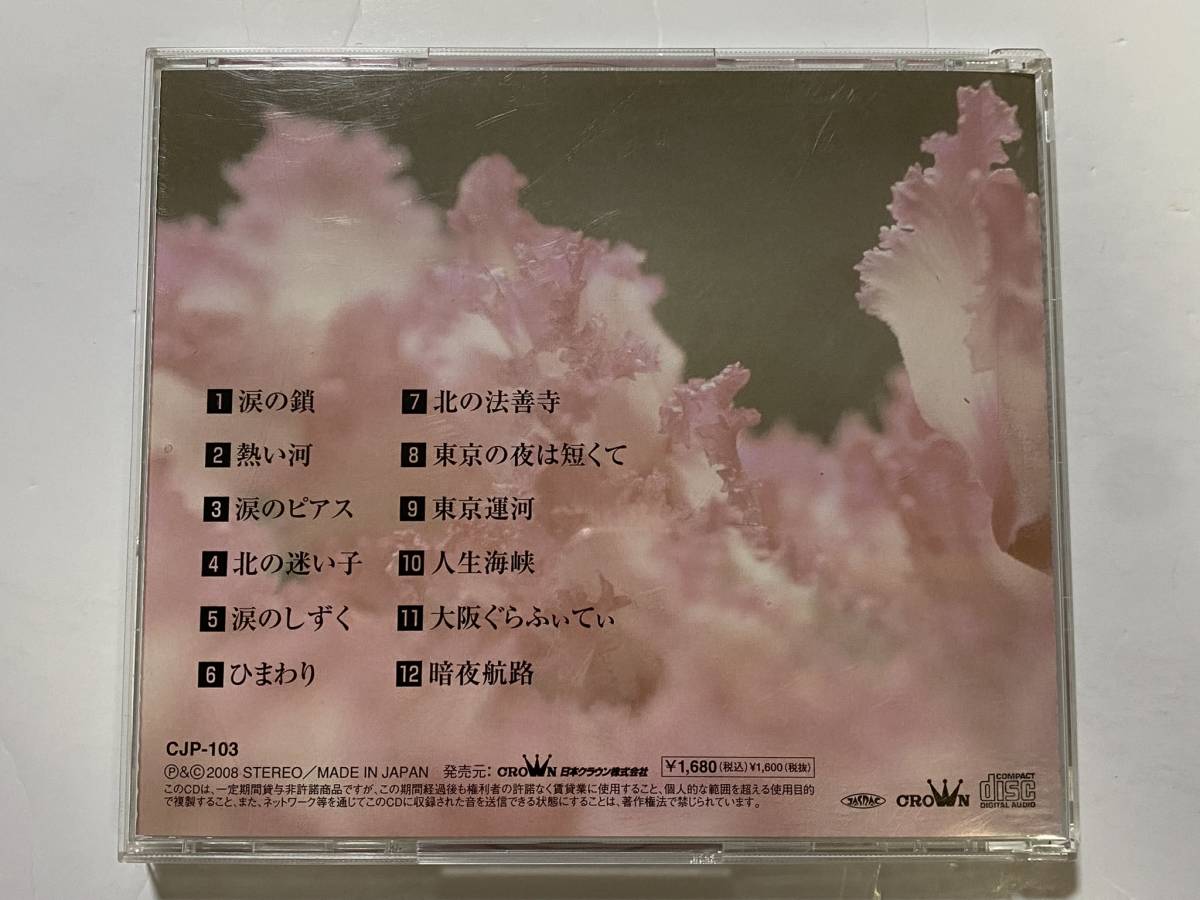 1 涙の鎖
2 熱い河
3 涙のピアス
4 北の迷い子
5 涙のしずく
6 ひまわり
7 北の法善寺
8 東京の夜は短くて
9 東京運河
10 人生海峡
11 大阪ぐらふぃてぃ
12 暗夜航路
CJP-103
Ⓟ&Ⓒ2008 STEREO/MADE IN JAPAN 発売元: CROWN 日本クラウン株式会社 ¥1,680(税込)¥1,600(税抜)
このCDは、一定期間貸与非許諾商品ですが、この期間経過後も権利者の許諾なく賃貸業に使用すること、個人的な範囲を超える使用目的
で複製すること、また、ネットワーク等を通じてこのCDに収録された音を送信できる状態にすることは、著作権法で禁じられています。
JASRAC CROWN COMPACT disc DIGITAL AUDIO